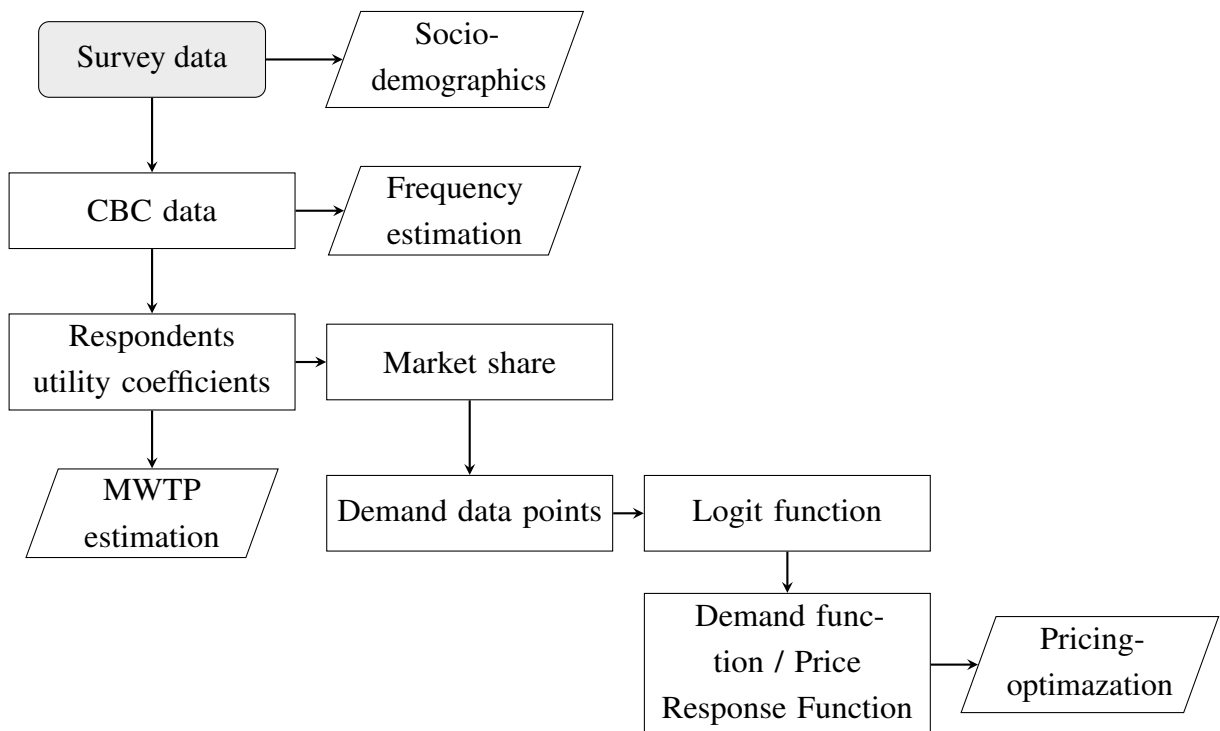 Survey data
Socio-
demographics
CBC data
Frequency
estimation
Respondents
utility coefficients
Market share
MWTP
estimation
Demand data points
Logit function
Demand func-
tion / Price
Response Function
Pricing-
optimazation